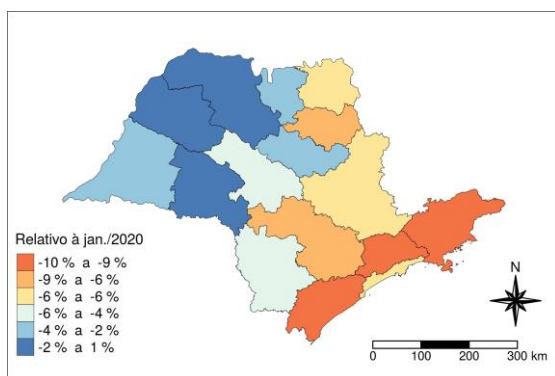 Relativo à jan./2020
-10 % a -9 %
-9 % a -6 %
-6 % a -6 %
-6 % a -4 %
-4 % a -2 %
-2 % a 1 %
N
0 100 200 300 km